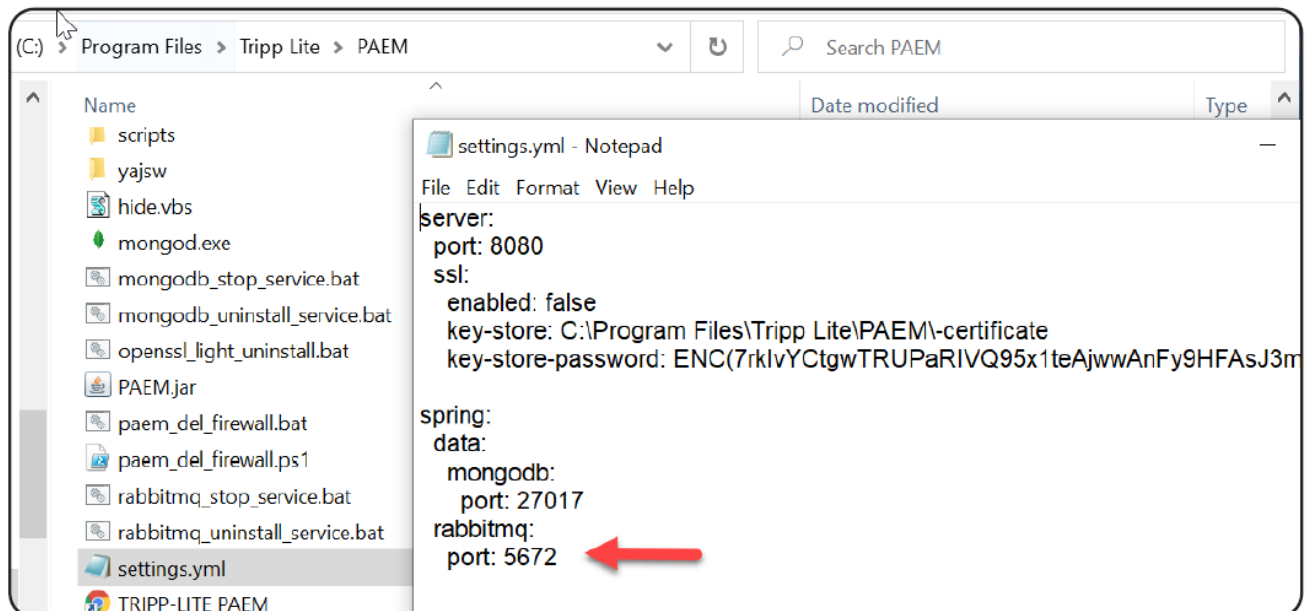 (C:) > Program Files > Tripp Lite > PAEM
Search PAEM
Name
Date modified
Type
scripts
yajsw
hide.vbs
mongod.exe
mongodb_stop_service.bat
mongodb_uninstall_service.bat
openssl_light_uninstall.bat
PAEM.jar
paem_del_firewall.bat
paem_del_firewall.ps1
rabbitmq_stop_service.bat
rabbitmq_uninstall_service.bat
settings.yml
TRIPP-LITE PAEM
settings.yml - Notepad
File Edit Format View Help
server:
port: 8080
ssl:
enabled: false
key-store: C:\Program Files\Tripp Lite\PAEM\-certificate
key-store-password: ENC(7rkIvYCtgwTRUPaRIVQ95x1teAjwwAnFy9HFAsJ3m
spring:
data:
mongodb:
port: 27017
rabbitmq:
port: 5672